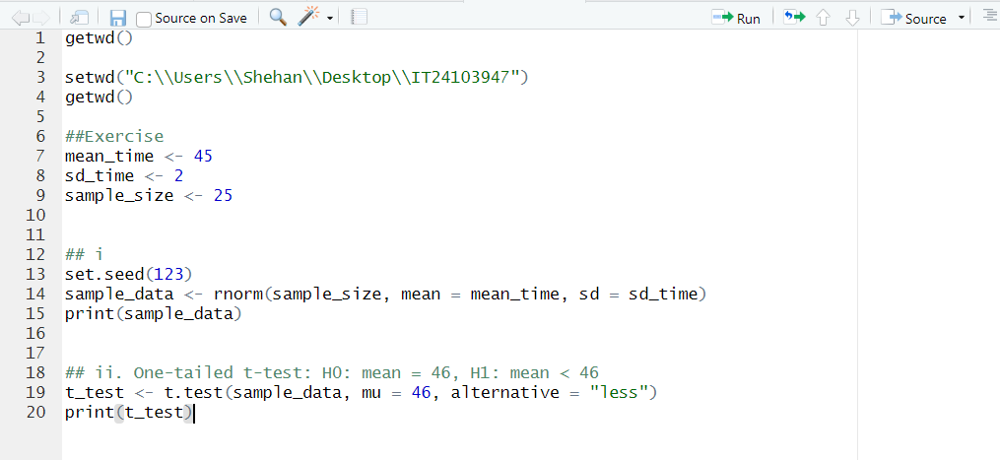 Source on Save Run Source
1 getwd()
2
3 setwd("C:\\Users\\Shehan\\Desktop\\IT24103947")
4 getwd()
5
6 ##Exercise
7 mean_time <- 45
8 sd_time <- 2
9 sample_size <- 25
10
11
12 ## i
13 set.seed(123)
14 sample_data <- rnorm(sample_size, mean = mean_time, sd = sd_time)
15 print(sample_data)
16
17
18 ## ii. One-tailed t-test: H0: mean = 46, H1: mean < 46
19 t_test <- t.test(sample_data, mu = 46, alternative = "less")
20 print(t_test)